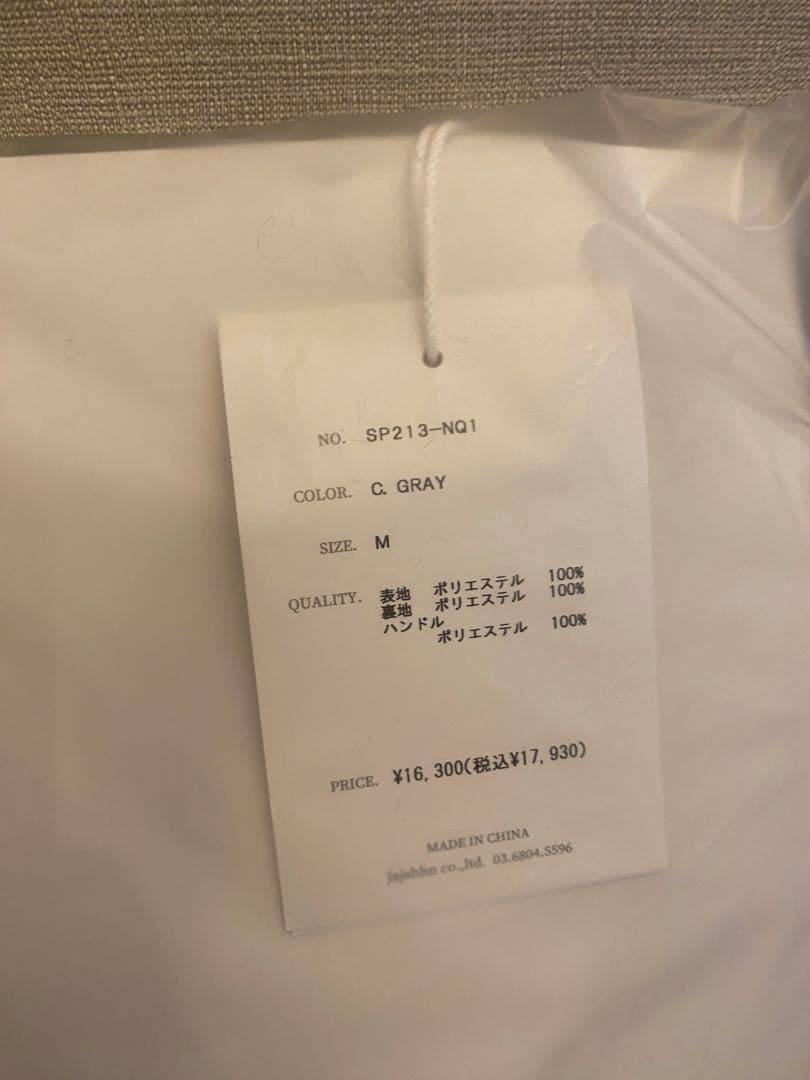 NO. SP213-NQ1
COLOR. C. GRAY
SIZE. M
QUALITY. 表地 ポリエステル 100%
裏地 ポリエステル 100%
ハンドル
ポリエステル 100%
PRICE. ¥16,300(税込¥17,930)
MADE IN CHINA
jajahhn co.,ltd. 03.6804.5596